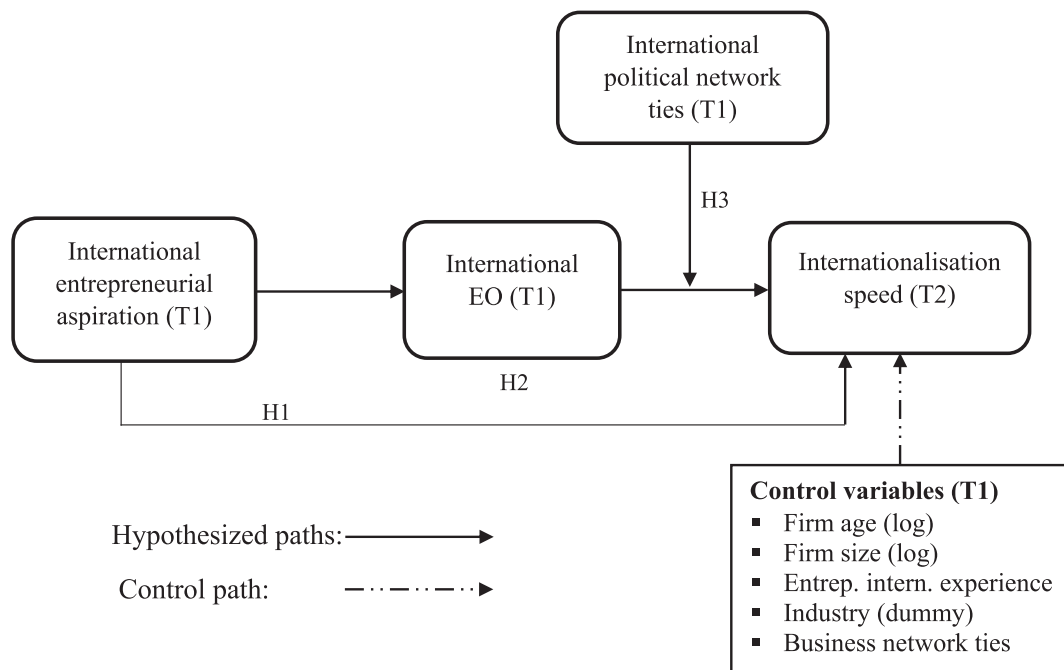 International
political network
ties (T1)
H3
International
entrepreneurial
aspiration (T1)
International
EO (T1)
Internationalisation
speed (T2)
H2
H1
Control variables (T1)
▪ Firm age (log)
▪ Firm size (log)
▪ Entrep. intern. experience
▪ Industry (dummy)
▪ Business network ties
Hypothesized paths:
Control path: